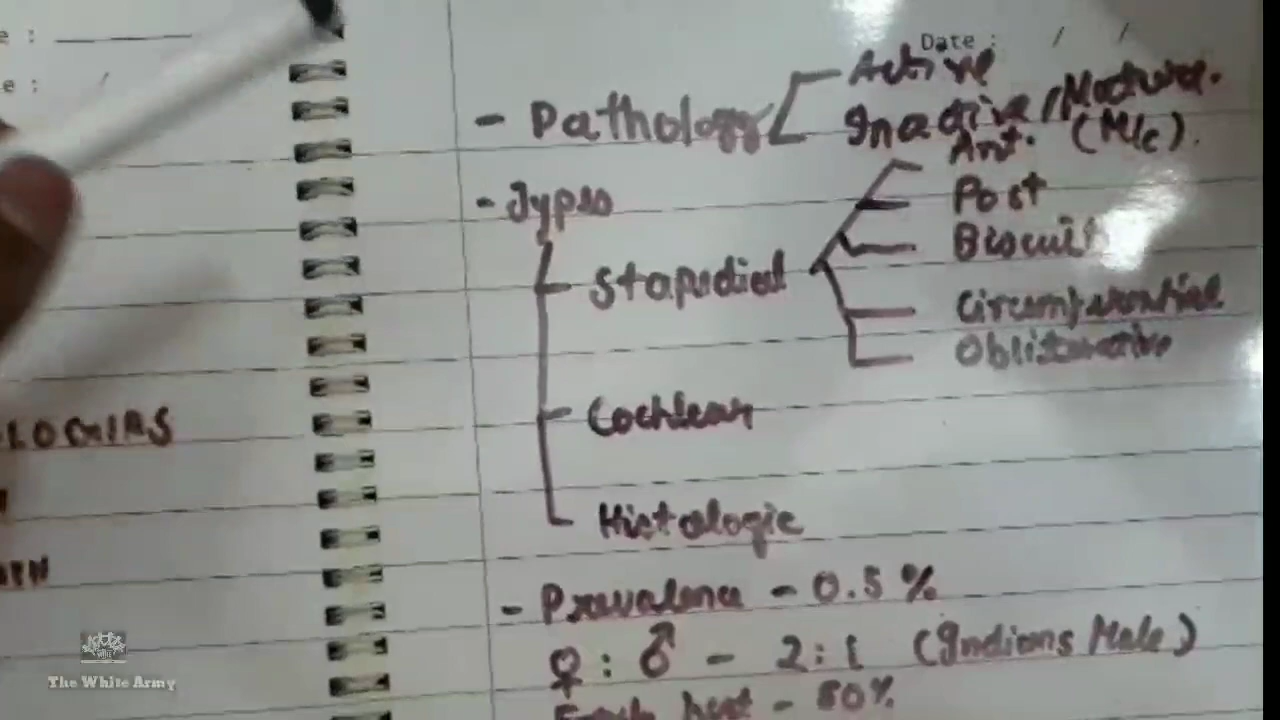 e :
e :
Date : / /
- Pathology
Active
Inactive / Mature.
(M/c).
- Types
Stapedial
Ant.
Post
Biscuit
Circumferential
Obliterative
Cochlear
Histologic
- Prevalence - 0.5 %
♀ : ♂ - 2 : 1 (Indians Male)
- 80%
The White Army